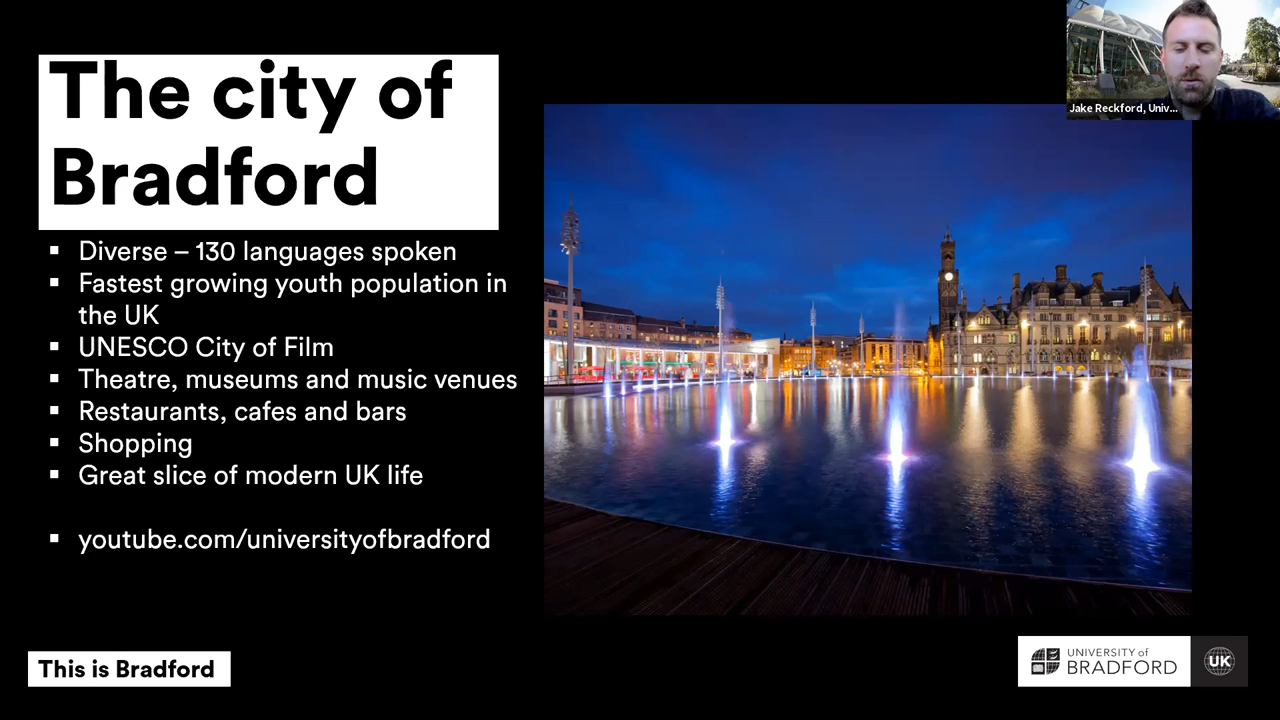 The city of
Bradford
▪ Diverse – 130 languages spoken
▪ Fastest growing youth population in
the UK
▪ UNESCO City of Film
▪ Theatre, museums and music venues
▪ Restaurants, cafes and bars
▪ Shopping
▪ Great slice of modern UK life
▪ youtube.com/universityofbradford
Jake Reckford, Univ...
This is Bradford
UNIVERSITY of
BRADFORD
UK